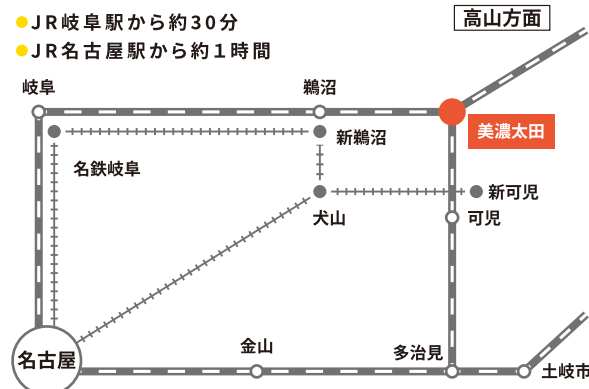 ●JR岐阜駅から約30分
●JR名古屋駅から約1時間
高山方面
岐阜
鵜沼
新鵜沼
美濃太田
名鉄岐阜
新可児
犬山
可児
名古屋
金山
多治見
土岐市